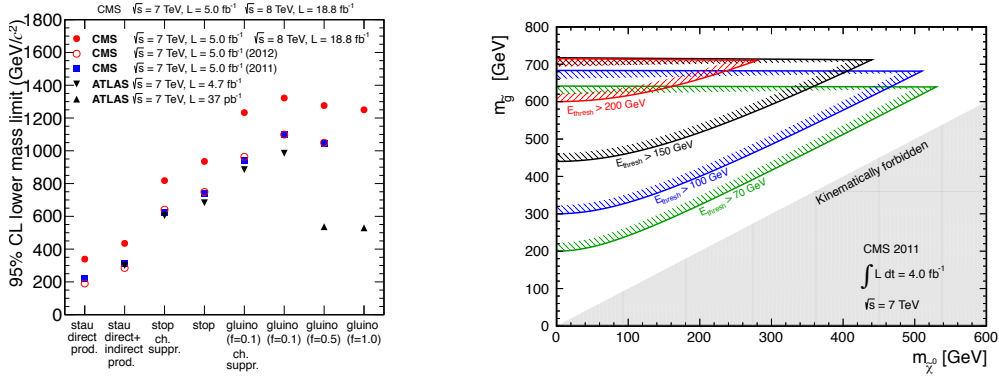 CMS √s = 7 TeV, L = 5.0 fb⁻¹ √s = 8 TeV, L = 18.8 fb⁻¹
95% CL lower mass limit (GeV/c²)
1800
1600
1400
1200
1000
800
600
400
200
0
CMS √s = 7 TeV, L = 5.0 fb⁻¹ √s = 8 TeV, L = 18.8 fb⁻¹
CMS √s = 7 TeV, L = 5.0 fb⁻¹ (2012)
CMS √s = 7 TeV, L = 5.0 fb⁻¹ (2011)
ATLAS √s = 7 TeV, L = 4.7 fb⁻¹
ATLAS √s = 7 TeV, L = 37 pb⁻¹
stau
direct
prod.
stau
direct+
indirect
prod.
stop
ch.
suppr.
stop
gluino
(f=0.1)
ch.
suppr.
gluino
(f=0.1)
gluino
(f=0.5)
gluino
(f=1.0)
m_g̃ [GeV]
800
700
600
500
400
300
200
100
0
E_thresh > 200 GeV
E_thresh > 150 GeV
E_thresh > 100 GeV
E_thresh > 70 GeV
Kinematically forbidden
CMS 2011
∫ L dt = 4.0 fb⁻¹
√s = 7 TeV
0 100 200 300 400 500 600
m_χ̃⁰ [GeV]